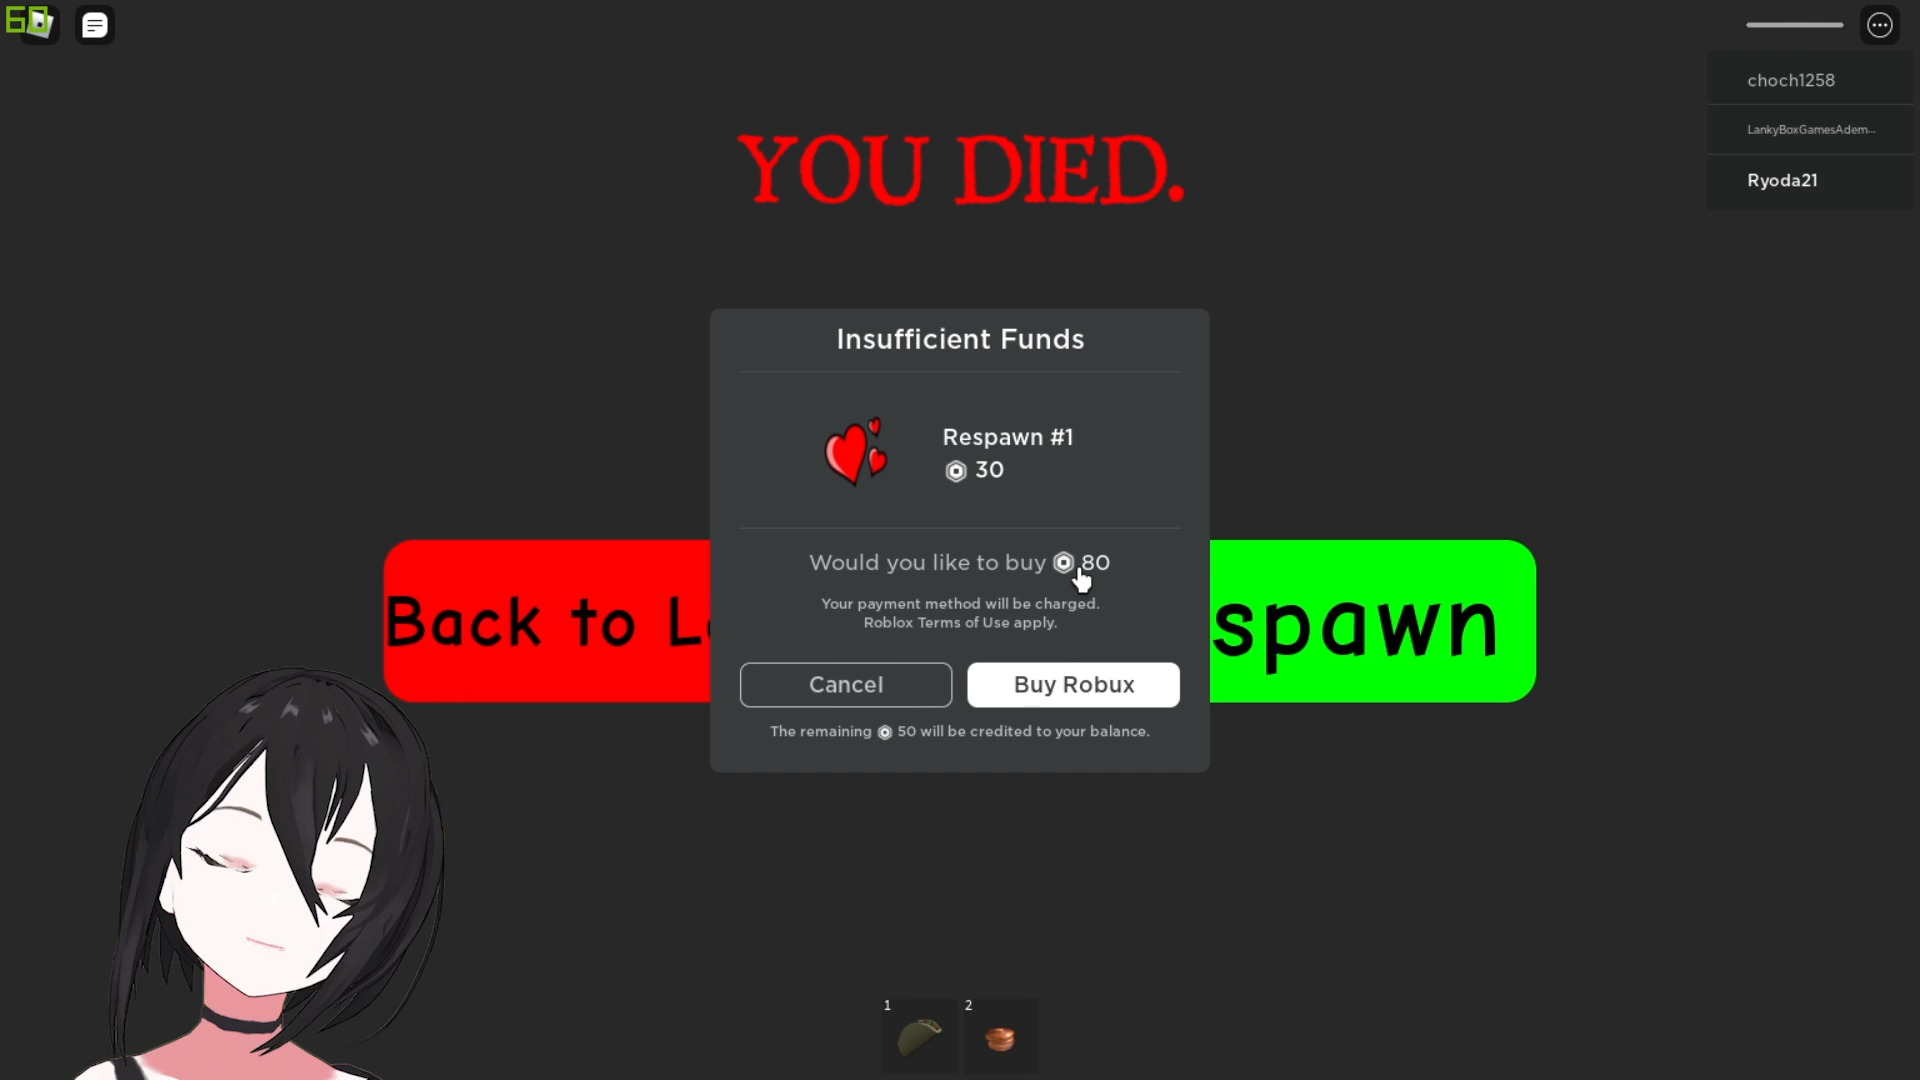 60
choch1258
LankyBoxGamesAdem...
Ryoda21
YOU DIED.
Insufficient Funds
Respawn #1
30
Would you like to buy 80
Your payment method will be charged.
Roblox Terms of Use apply.
Back to L
spawn
Cancel
Buy Robux
The remaining 50 will be credited to your balance.
1
2